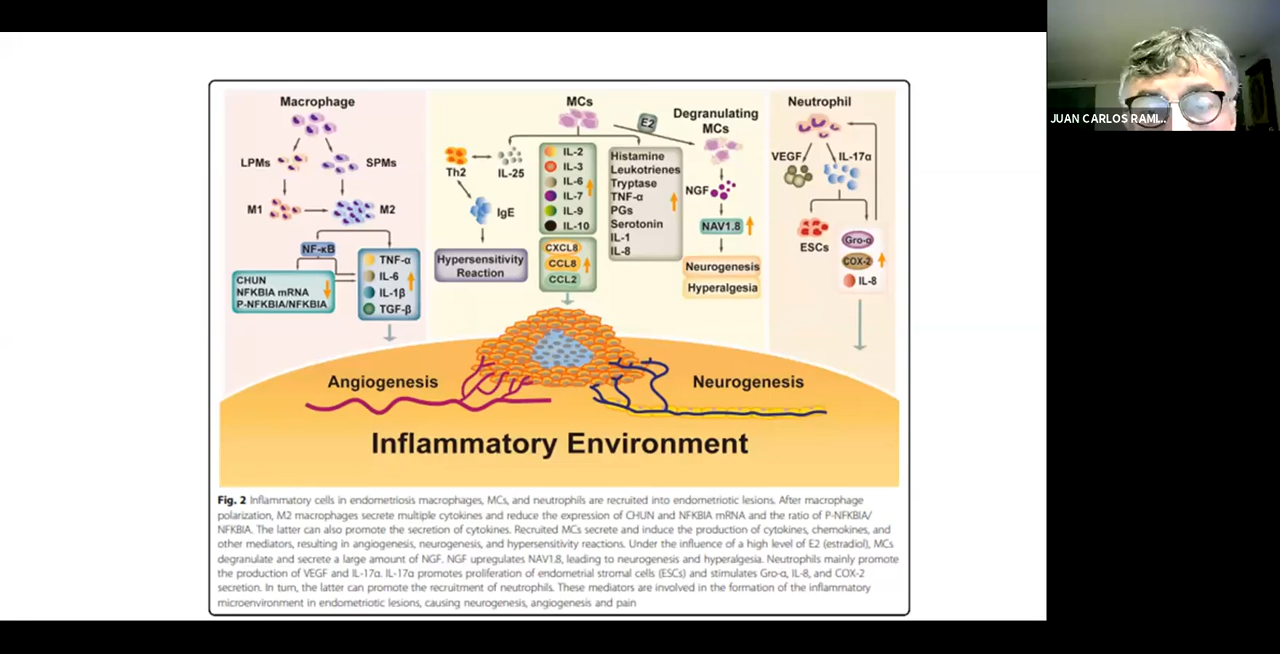 Macrophage
LPMs
SPMs
M1
M2
NF-κB
CHUN
NFKBIA mRNA
P-NFKBIA/NFKBIA
TNF-α
IL-6
IL-1β
TGF-β
MCs
E2
Degranulating
MCs
Th2
IL-25
IgE
Hypersensitivity
Reaction
IL-2
IL-3
IL-6
IL-7
IL-9
IL-10
CXCL8
CCL8
CCL2
Histamine
Leukotrienes
Tryptase
TNF-α
PGs
Serotonin
IL-1
IL-8
NGF
NAV1.8
Neurogenesis
Hyperalgesia
Neutrophil
VEGF
IL-17α
ESCs
Gro-α
COX-2
IL-8
Angiogenesis
Neurogenesis
Inflammatory Environment
Fig. 2 Inflammatory cells in endometriosis macrophages, MCs, and neutrophils are recruited into endometriotic lesions. After macrophage
polarization, M2 macrophages secrete multiple cytokines and reduce the expression of CHUN and NFKBIA mRNA and the ratio of P-NFKBIA/
NFKBIA. The latter can also promote the secretion of cytokines. Recruited MCs secrete and induce the production of cytokines, chemokines, and
other mediators, resulting in angiogenesis, neurogenesis, and hypersensitivity reactions. Under the influence of a high level of E2 (estradiol), MCs
degranulate and secrete a large amount of NGF. NGF upregulates NAV1.8, leading to neurogenesis and hyperalgesia. Neutrophils mainly promote
the production of VEGF and IL-17α. IL-17α promotes proliferation of endometrial stromal cells (ESCs) and stimulates Gro-α, IL-8, and COX-2
secretion. In turn, the latter can promote the recruitment of neutrophils. These mediators are involved in the formation of the inflammatory
microenvironment in endometriotic lesions, causing neurogenesis, angiogenesis and pain
JUAN CARLOS RAMI...